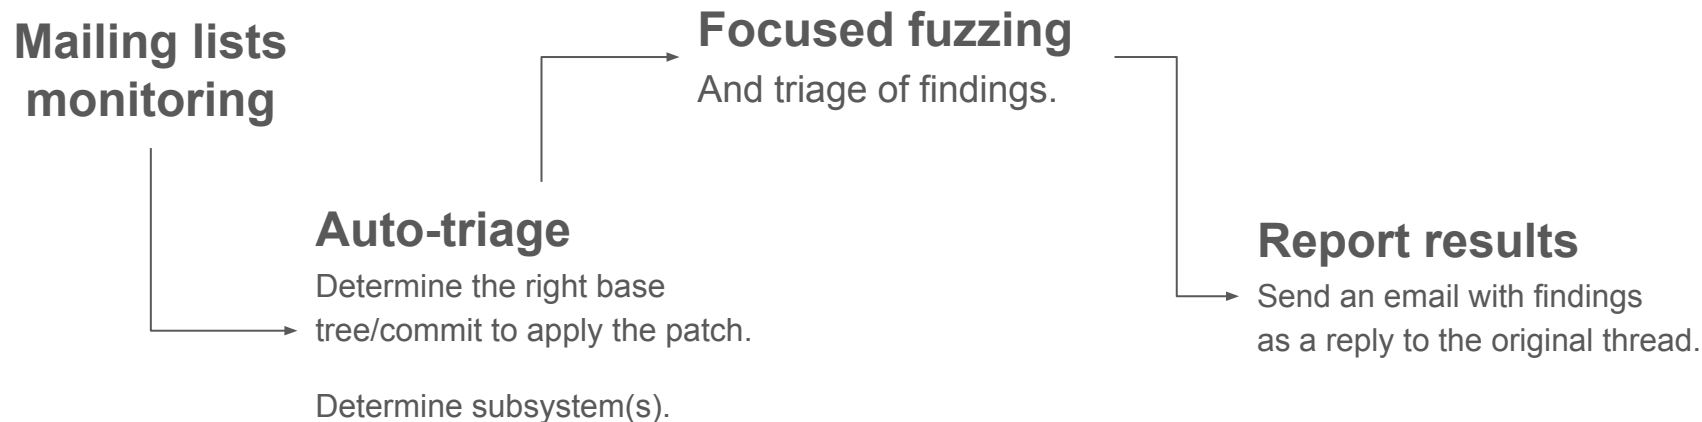 Mailing lists
monitoring
Auto-triage
Determine the right base
tree/commit to apply the patch.
Determine subsystem(s).
Focused fuzzing
And triage of findings.
Report results
Send an email with findings
as a reply to the original thread.